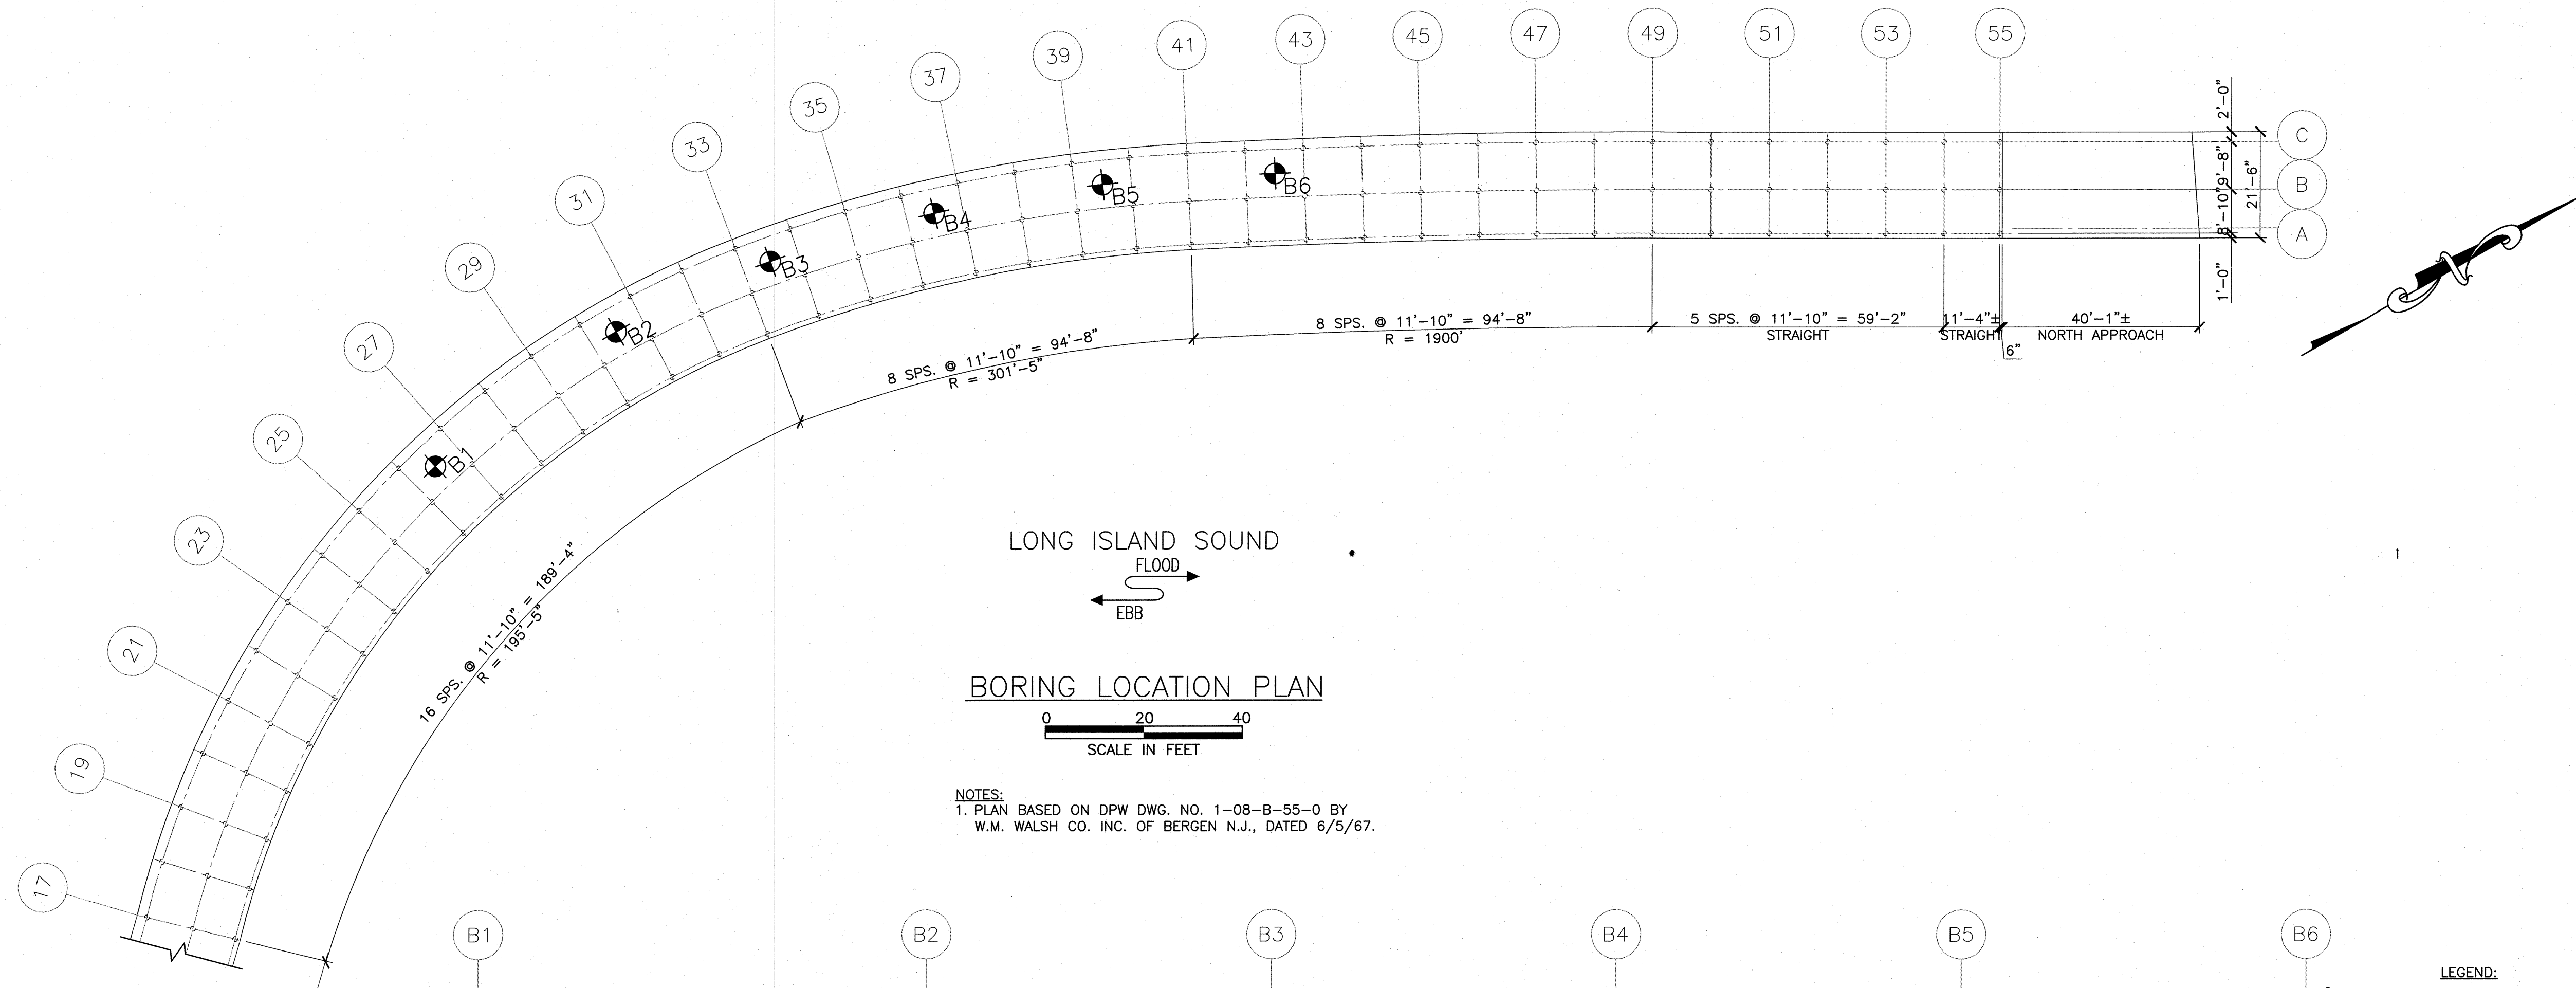 17
19
21
23
25
27
29
31
33
35
37
39
41
43
45
47
49
51
53
55
C
B
A
2'-0"
9'-8"
8'-10"
21'-6"
1'-0"
N
B1
B2
B3
B4
B5
B6
16 SPS. @ 11'-10" = 189'-4"
R = 195'-5"
8 SPS. @ 11'-10" = 94'-8"
R = 301'-5"
8 SPS. @ 11'-10" = 94'-8"
R = 1900'
5 SPS. @ 11'-10" = 59'-2"
STRAIGHT
11'-4"±
STRAIGHT
6"
40'-1"±
NORTH APPROACH
LONG ISLAND SOUND
FLOOD
EBB
BORING LOCATION PLAN
0 20 40
SCALE IN FEET
NOTES:
1. PLAN BASED ON DPW DWG. NO. 1-08-B-55-0 BY
W.M. WALSH CO. INC. OF BERGEN N.J., DATED 6/5/67.
B1
B2
B3
B4
B5
B6
LEGEND: